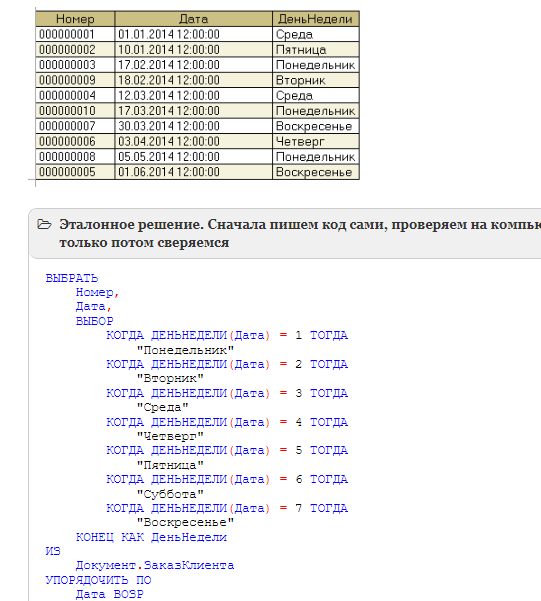 Номер Дата ДеньНедели
000000001 01.01.2014 12:00:00 Среда
000000002 10.01.2014 12:00:00 Пятница
000000003 17.02.2014 12:00:00 Понедельник
000000009 18.02.2014 12:00:00 Вторник
000000004 12.03.2014 12:00:00 Среда
000000010 17.03.2014 12:00:00 Понедельник
000000007 30.03.2014 12:00:00 Воскресенье
000000006 03.04.2014 12:00:00 Четверг
000000008 05.05.2014 12:00:00 Понедельник
000000005 01.06.2014 12:00:00 Воскресенье
Эталонное решение. Сначала пишем код сами, проверяем на компью
только потом сверяемся
ВЫБРАТЬ
Номер,
Дата,
ВЫБОР
КОГДА ДЕНЬНЕДЕЛИ(Дата) = 1 ТОГДА
"Понедельник"
КОГДА ДЕНЬНЕДЕЛИ(Дата) = 2 ТОГДА
"Вторник"
КОГДА ДЕНЬНЕДЕЛИ(Дата) = 3 ТОГДА
"Среда"
КОГДА ДЕНЬНЕДЕЛИ(Дата) = 4 ТОГДА
"Четверг"
КОГДА ДЕНЬНЕДЕЛИ(Дата) = 5 ТОГДА
"Пятница"
КОГДА ДЕНЬНЕДЕЛИ(Дата) = 6 ТОГДА
"Суббота"
КОГДА ДЕНЬНЕДЕЛИ(Дата) = 7 ТОГДА
"Воскресенье"
КОНЕЦ КАК ДеньНедели
ИЗ
Документ.ЗаказКлиента
УПОРЯДОЧИТЬ ПО
Дата ВОЗР